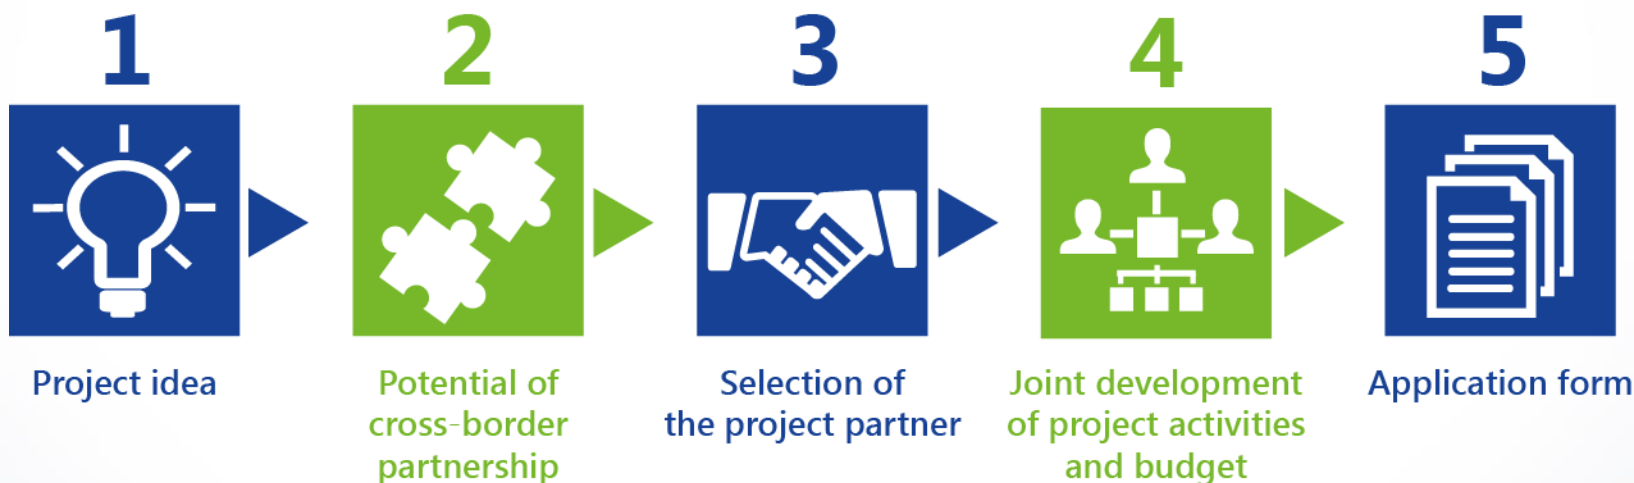 1
2
3
4
5
Project idea
Potential of
cross-border
partnership
Selection of
the project partner
Joint development
of project activities
and budget
Application form